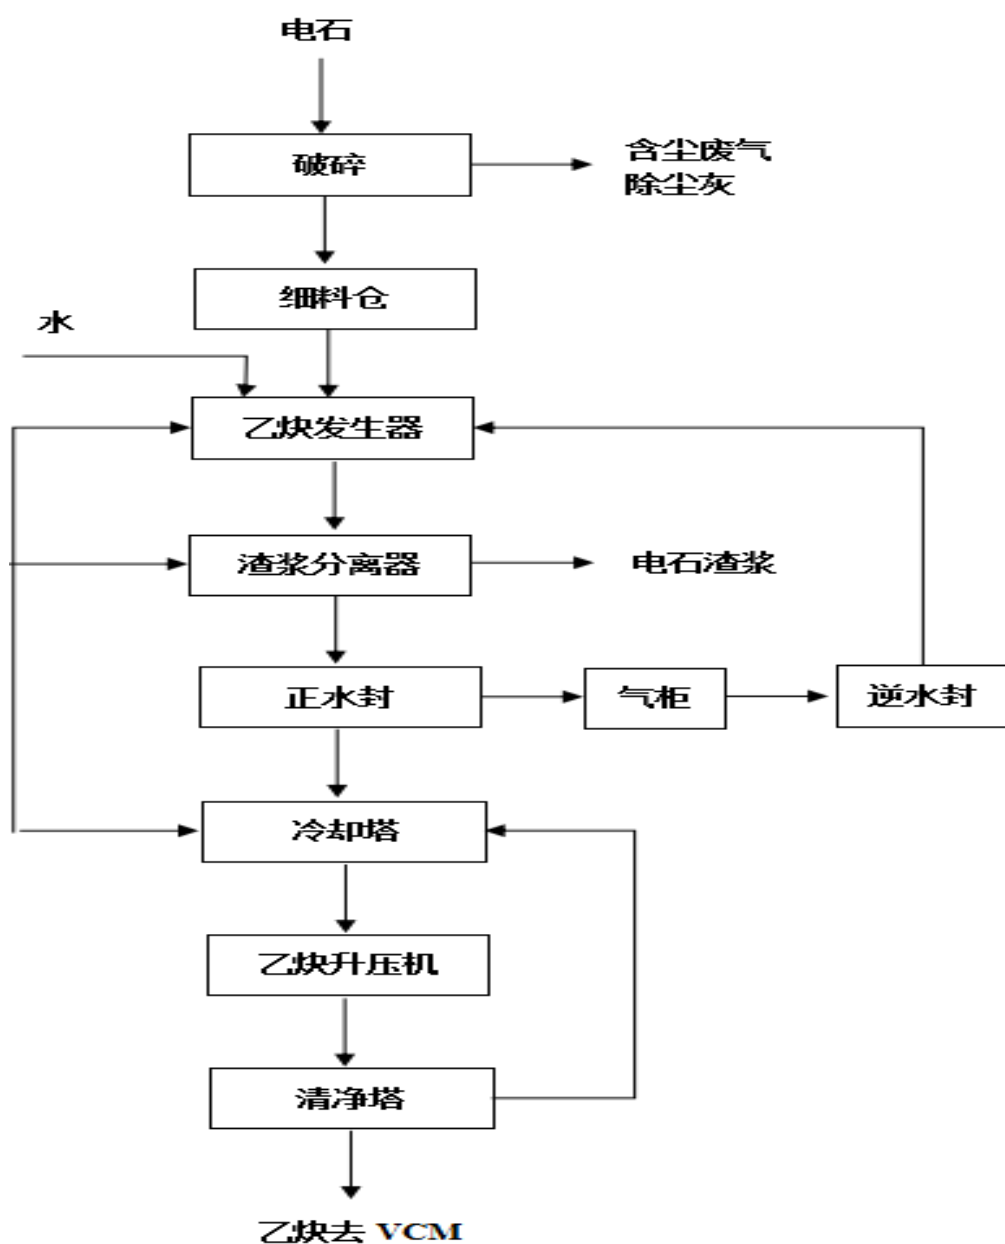 电石
破碎
含尘废气
除尘灰
细料仓
水
乙炔发生器
渣浆分离器
电石渣浆
正水封
气柜
逆水封
冷却塔
乙炔升压机
清净塔
乙炔去 VCM